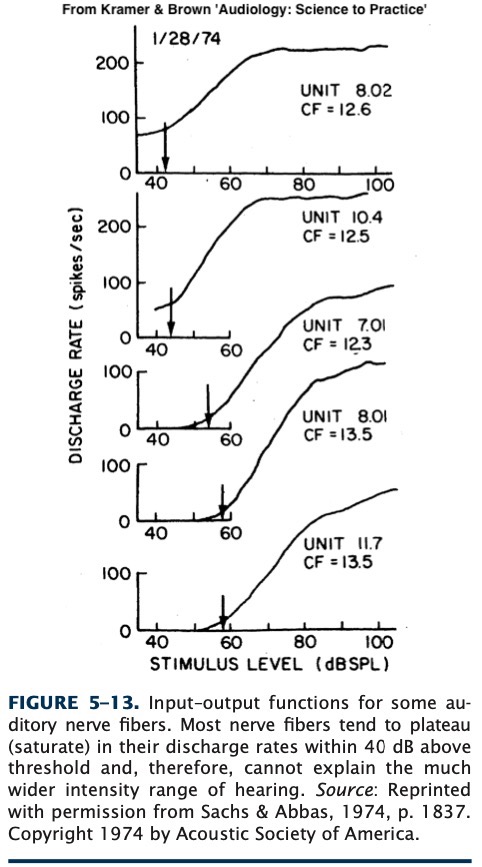 From Kramer & Brown 'Audiology: Science to Practice'
1/28/74
200
UNIT 8.02
CF = 12.6
100
0
40 60 80 100
200
UNIT 10.4
CF = 12.5
100
0
40 60
UNIT 7.01
CF = 12.3
100
0
40 60
UNIT 8.01
CF = 13.5
100
0
40 60
UNIT 11.7
CF = 13.5
100
0
40 60 80 100
DISCHARGE RATE (spikes/sec)
STIMULUS LEVEL (dBSPL)
FIGURE 5–13. Input–output functions for some au-
ditory nerve fibers. Most nerve fibers tend to plateau
(saturate) in their discharge rates within 40 dB above
threshold and, therefore, cannot explain the much
wider intensity range of hearing. Source: Reprinted
with permission from Sachs & Abbas, 1974, p. 1837.
Copyright 1974 by Acoustic Society of America.